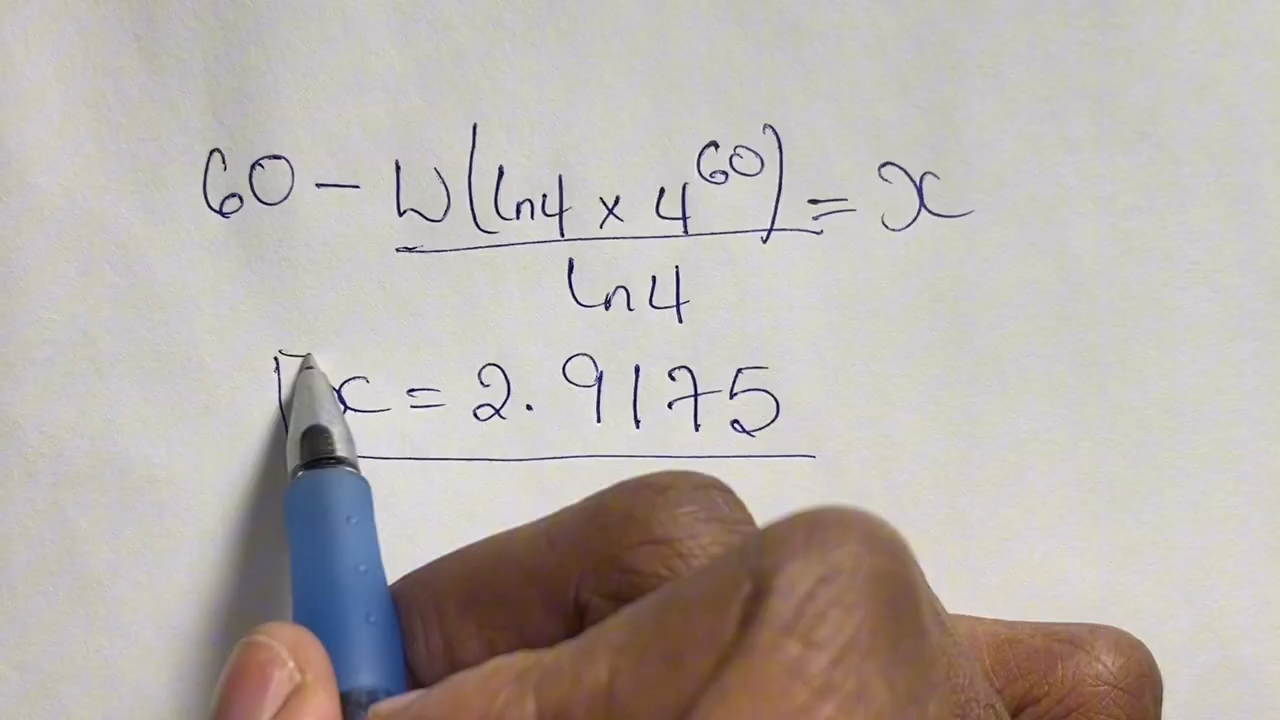 60 - W(ln4 × 4^60) / ln4 = x
x = 2.9175